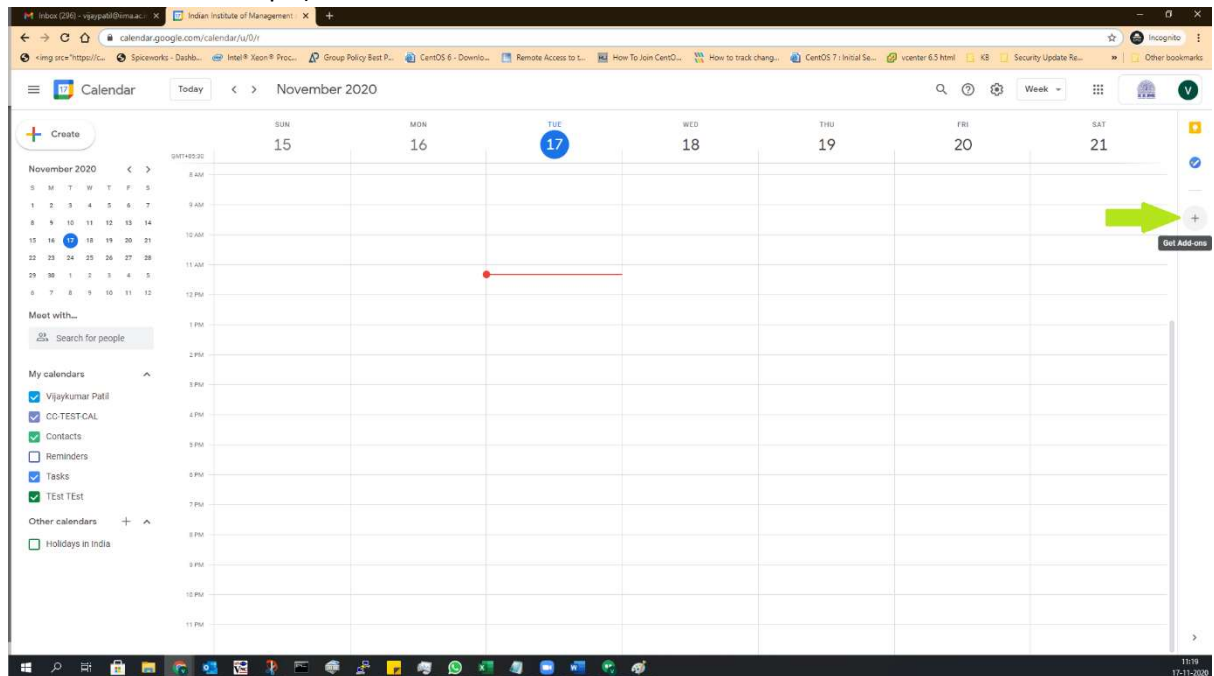 Inbox (296) - vijaypatil@iima.ac.i
Indian Institute of Management
calendar.google.com/calendar/u/0/r
Incognito
<img src="https://c...
Spiceworks - Dashb...
Intel® Xeon® Proc...
Group Policy Best P...
CentOS 6 - Downlo...
Remote Access to t...
How To Join CentO...
How to track chang...
CentOS 7 : Initial Se...
vcenter 6.5 html
KB
Security Update Re...
»
Other bookmarks
17
Calendar
Today
< >
November 2020
Week
V
Create
SUN
15
MON
16
TUE
17
WED
18
THU
19
FRI
20
SAT
21
GMT+05:30
November 2020 < >
S M T W T F S
1 2 3 4 5 6 7
8 9 10 11 12 13 14
15 16 17 18 19 20 21
22 23 24 25 26 27 28
29 30 1 2 3 4 5
6 7 8 9 10 11 12
Meet with...
Search for people
My calendars
Vijaykumar Patil
CC-TEST-CAL
Contacts
Reminders
Tasks
TEst TEst
Other calendars +
Holidays in India
8 AM
9 AM
10 AM
11 AM
12 PM
1 PM
2 PM
3 PM
4 PM
5 PM
6 PM
7 PM
8 PM
9 PM
10 PM
11 PM
Get Add-ons
11:19
17-11-2020